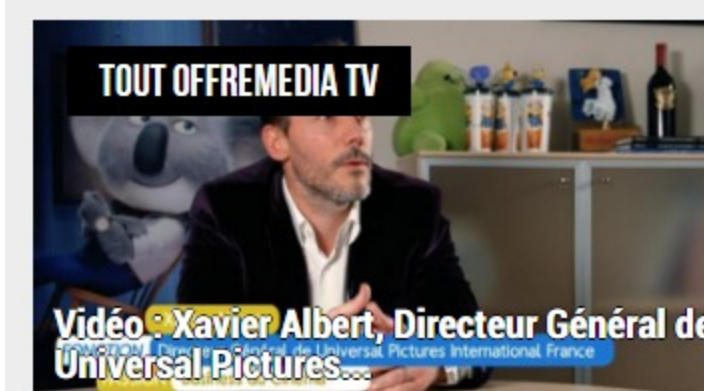 TOUT OFFREMEDIA TV
Vidéo : Xavier Albert, Directeur Général de
Directeur Général de Universal Pictures International France
Universal Pictures...